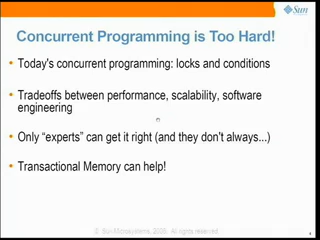 Sun
Concurrent Programming is Too Hard!
• Today's concurrent programming: locks and conditions
• Tradeoffs between performance, scalability, software
engineering
• Only “experts” can get it right (and they don't always...)
• Transactional Memory can help!
© Sun Microsystems, 2006. All rights reserved.